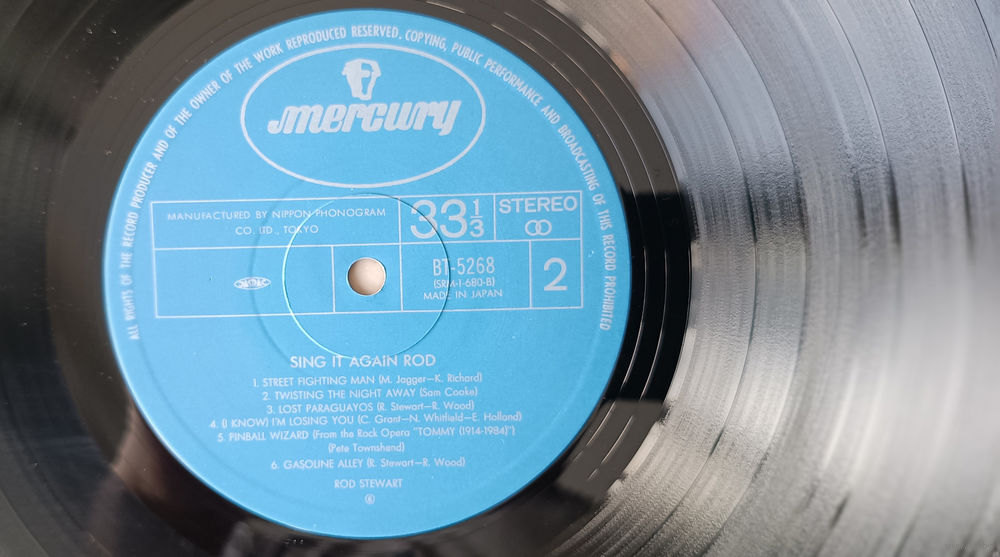 ALL RIGHTS OF THE RECORD PRODUCER AND OF THE OWNER OF THE WORK REPRODUCED RESERVED. COPYING, PUBLIC PERFORMANCE AND BROADCASTING OF THIS RECORD PROHIBITED
mercury
MANUFACTURED BY NIPPON PHONOGRAM
CO. LTD., TOKYO
33 1/3
STEREO
BT-5268
(SRM-1-680-B)
MADE IN JAPAN
2
SING IT AGAIN ROD
1. STREET FIGHTING MAN (M. Jagger—K. Richard)
2. TWISTING THE NIGHT AWAY (Sam Cooke)
3. LOST PARAGUAYOS (R. Stewart—R. Wood)
4. (I KNOW) I'M LOSING YOU (C. Grant—N. Whitfield—E. Holland)
5. PINBALL WIZARD (From the Rock Opera "TOMMY (1914-1984)")
(Pete Townshend)
6. GASOLINE ALLEY (R. Stewart—R. Wood)
ROD STEWART
Ⓡ